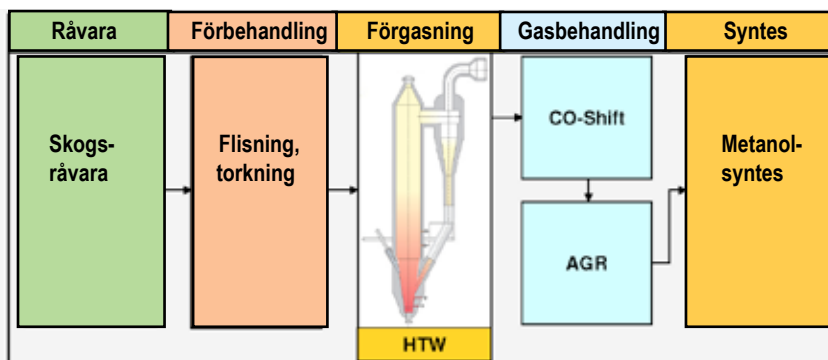 Råvara
Förbehandling
Förgasning
Gasbehandling
Syntes
Skogs-
råvara
Flisning,
torkning
CO-Shift
AGR
Metanol-
syntes
HTW